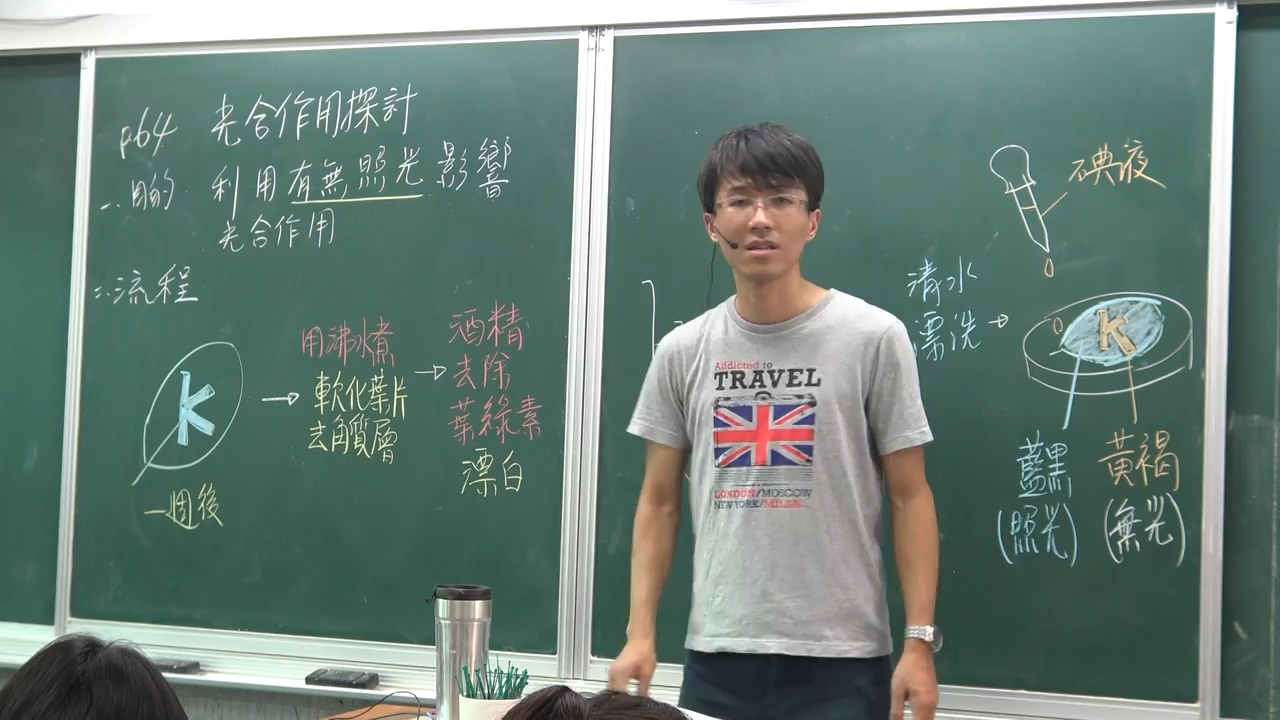 p64 光合作用探討
一、目的 利用有無照光影響
光合作用
二、流程
K
一週後
用沸水煮
軟化葉片
去角質層
酒精
去除
葉綠素
漂白
清水
漂洗
碘液
K
藍黑
(照光)
黃褐
(無光)
Addicted to
TRAVEL
LONDON/MOSCOW
NEW YORK/MILAN